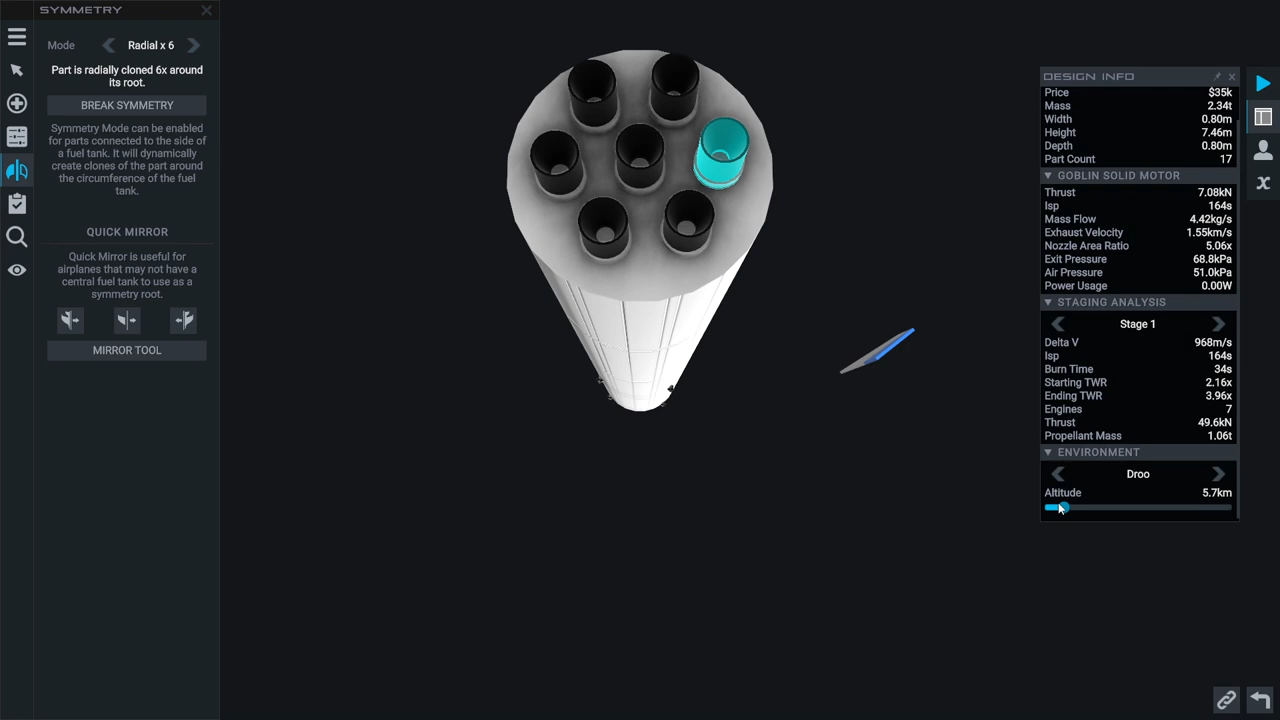 SYMMETRY
Mode
Radial x 6
Part is radially cloned 6x around
its root.
BREAK SYMMETRY
Symmetry Mode can be enabled
for parts connected to the side of
a fuel tank. It will dynamically
create clones of the part around
the circumference of the fuel
tank.
QUICK MIRROR
Quick Mirror is useful for
airplanes that may not have a
central fuel tank to use as a
symmetry root.
MIRROR TOOL
DESIGN INFO
Price $35k
Mass 2.34t
Width 0.80m
Height 7.46m
Depth 0.80m
Part Count 17
GOBLIN SOLID MOTOR
Thrust 7.08kN
Isp 164s
Mass Flow 4.42kg/s
Exhaust Velocity 1.55km/s
Nozzle Area Ratio 5.06x
Exit Pressure 68.8kPa
Air Pressure 51.0kPa
Power Usage 0.00W
STAGING ANALYSIS
Stage 1
Delta V 968m/s
Isp 164s
Burn Time 34s
Starting TWR 2.16x
Ending TWR 3.96x
Engines 7
Thrust 49.6kN
Propellant Mass 1.06t
ENVIRONMENT
Droo
Altitude 5.7km